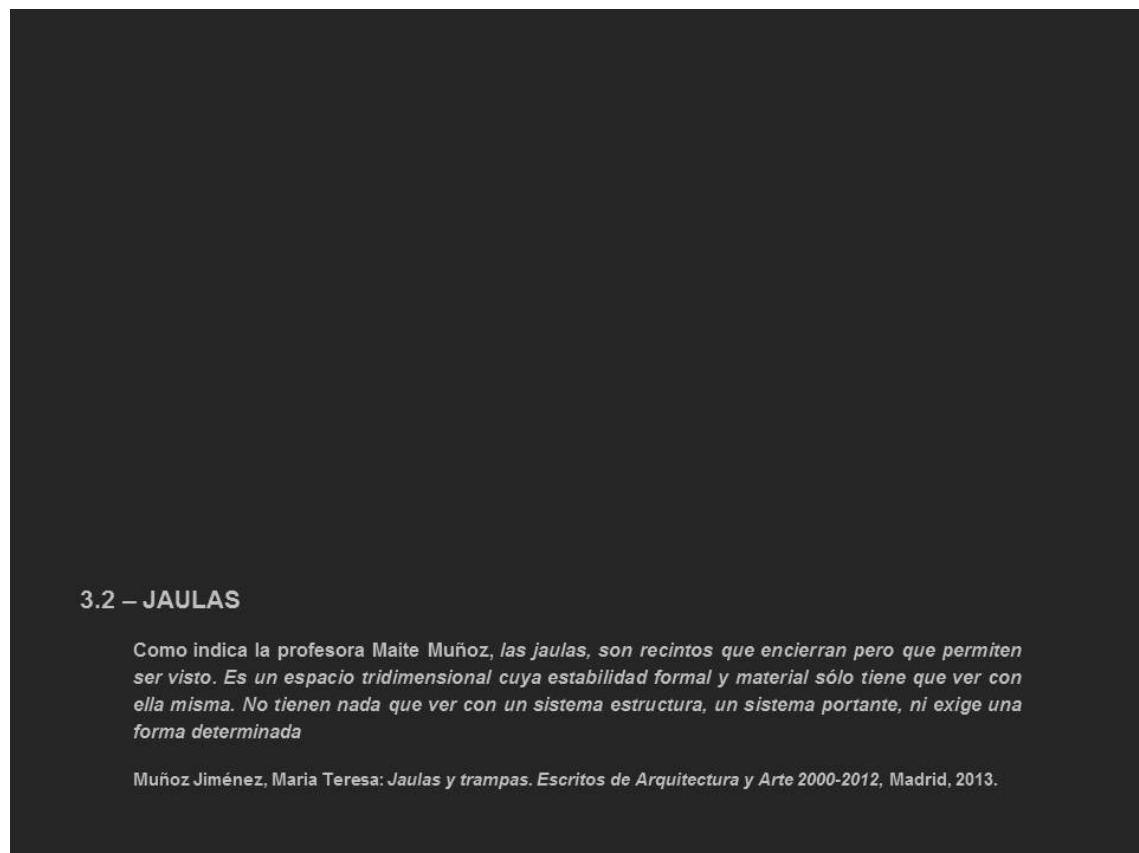 3.2 – JAULAS
Como indica la profesora Maite Muñoz, las jaulas, son recintos que encierran pero que permiten
ser visto. Es un espacio tridimensional cuya estabilidad formal y material sólo tiene que ver con
ella misma. No tienen nada que ver con un sistema estructura, un sistema portante, ni exige una
forma determinada
Muñoz Jiménez, Maria Teresa: Jaulas y trampas. Escritos de Arquitectura y Arte 2000-2012, Madrid, 2013.